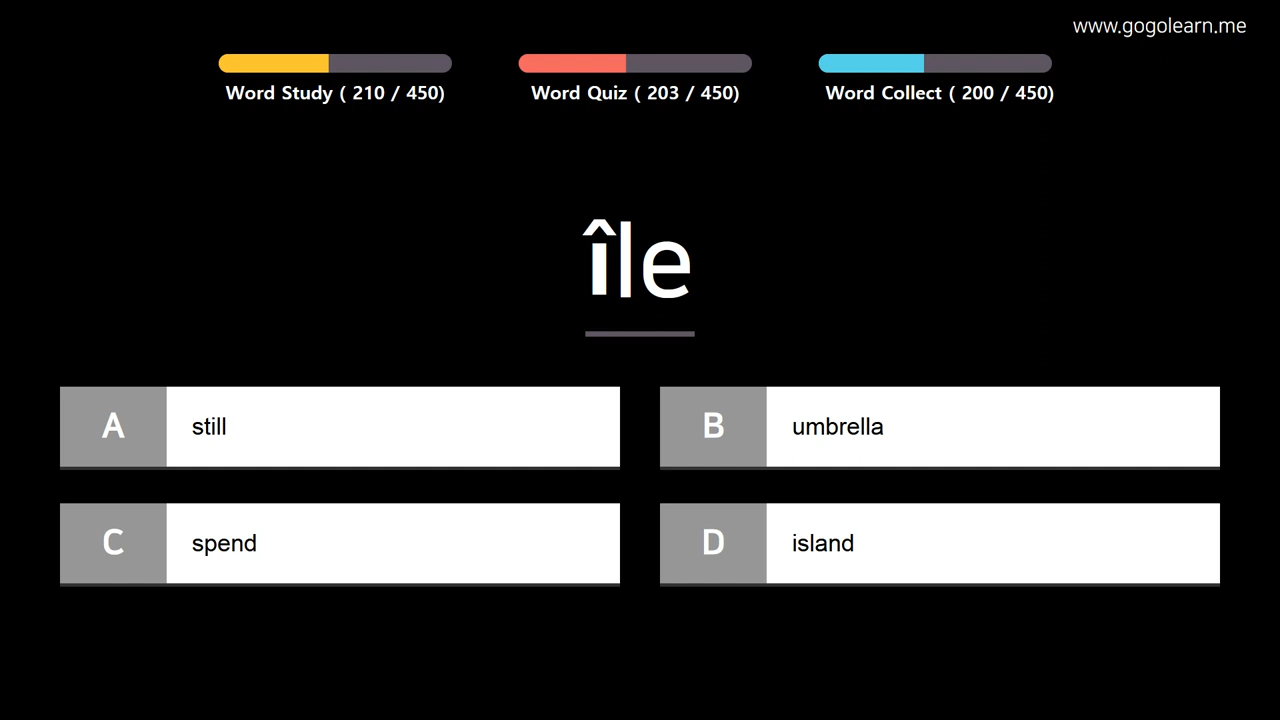 www.gogolearn.me
Word Study ( 210 / 450)
Word Quiz ( 203 / 450)
Word Collect ( 200 / 450)
île
A still
B umbrella
C spend
D island